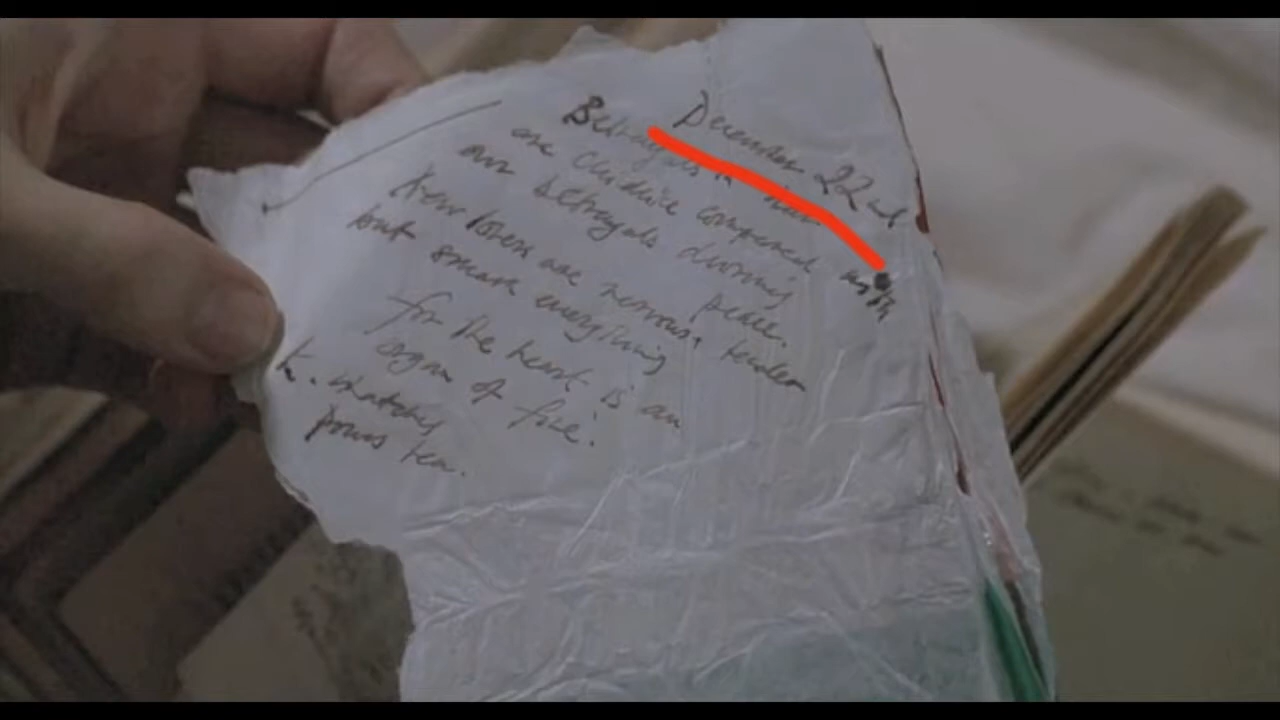 December 22nd
Betrayals in war
are childlike compared with
our betrayals during
peace.
New lovers are nervous, tender
but smash everything
for the heart is an
organ of fire.
K.
pours tea.